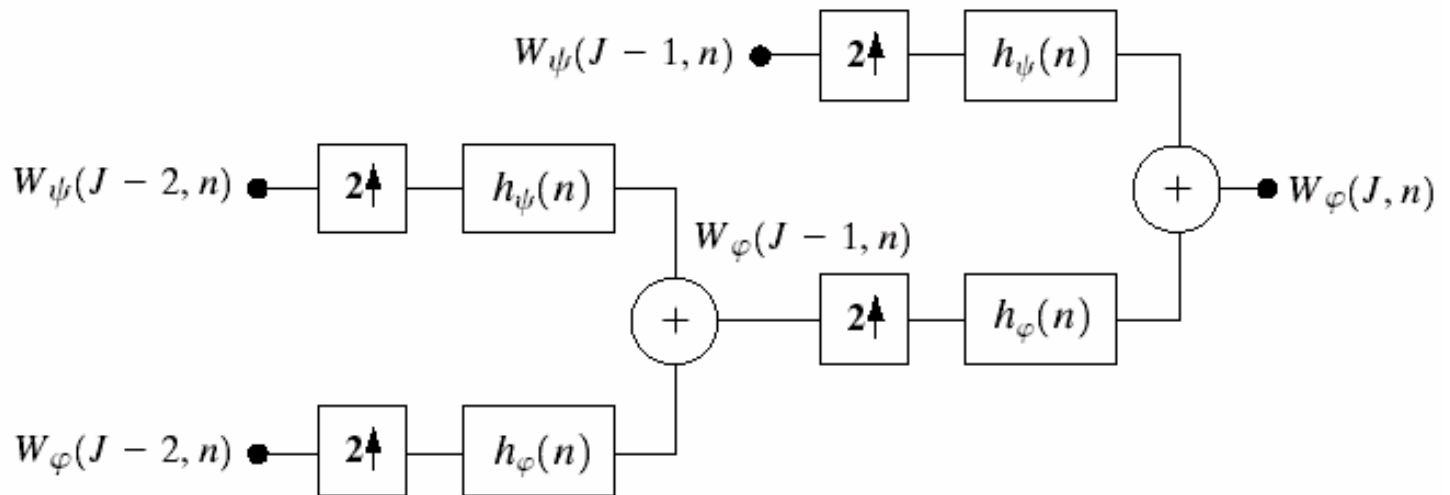 W_ψ(J − 1, n) 2↑ h_ψ(n)
W_ψ(J − 2, n) 2↑ h_ψ(n)
+ W_φ(J, n)
W_φ(J − 1, n)
+ 2↑ h_φ(n)
W_φ(J − 2, n) 2↑ h_φ(n)